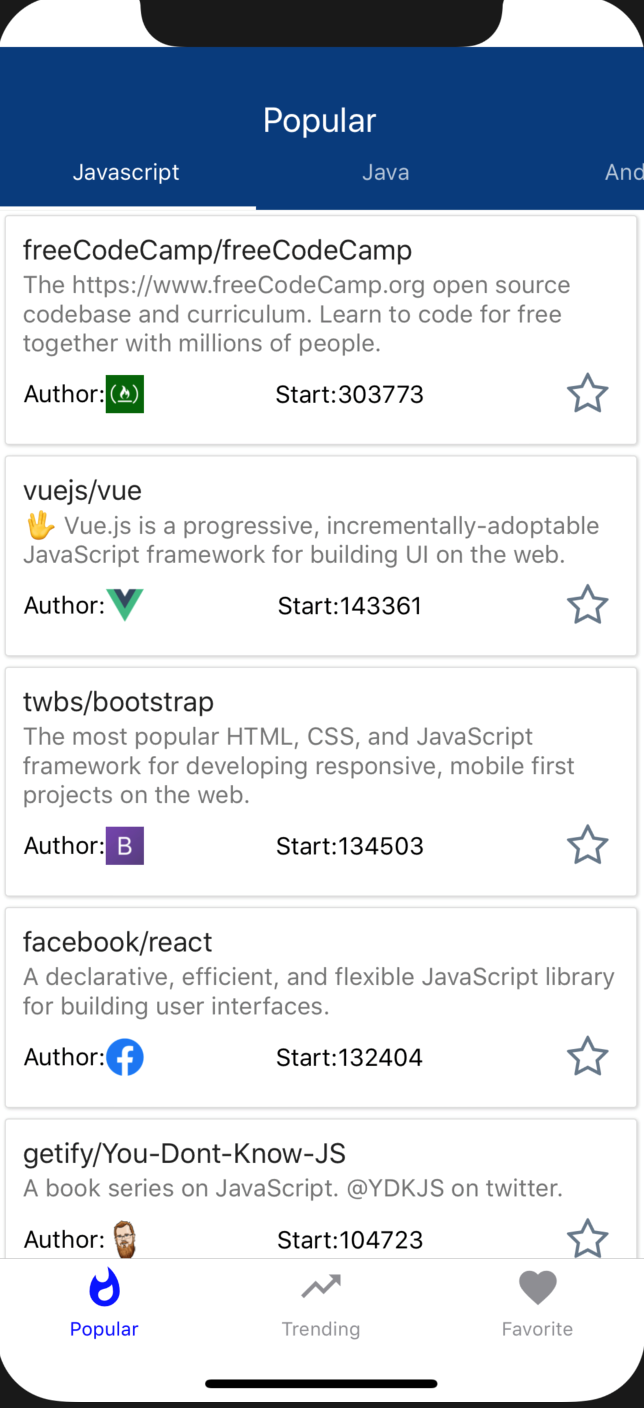 Popular
Javascript Java And
freeCodeCamp/freeCodeCamp
The https://www.freeCodeCamp.org open source
codebase and curriculum. Learn to code for free
together with millions of people.
Author: Start:303773
vuejs/vue
🖖 Vue.js is a progressive, incrementally-adoptable
JavaScript framework for building UI on the web.
Author: Start:143361
twbs/bootstrap
The most popular HTML, CSS, and JavaScript
framework for developing responsive, mobile first
projects on the web.
Author: B Start:134503
facebook/react
A declarative, efficient, and flexible JavaScript library
for building user interfaces.
Author: Start:132404
getify/You-Dont-Know-JS
A book series on JavaScript. @YDKJS on twitter.
Author: Start:104723
Popular Trending Favorite